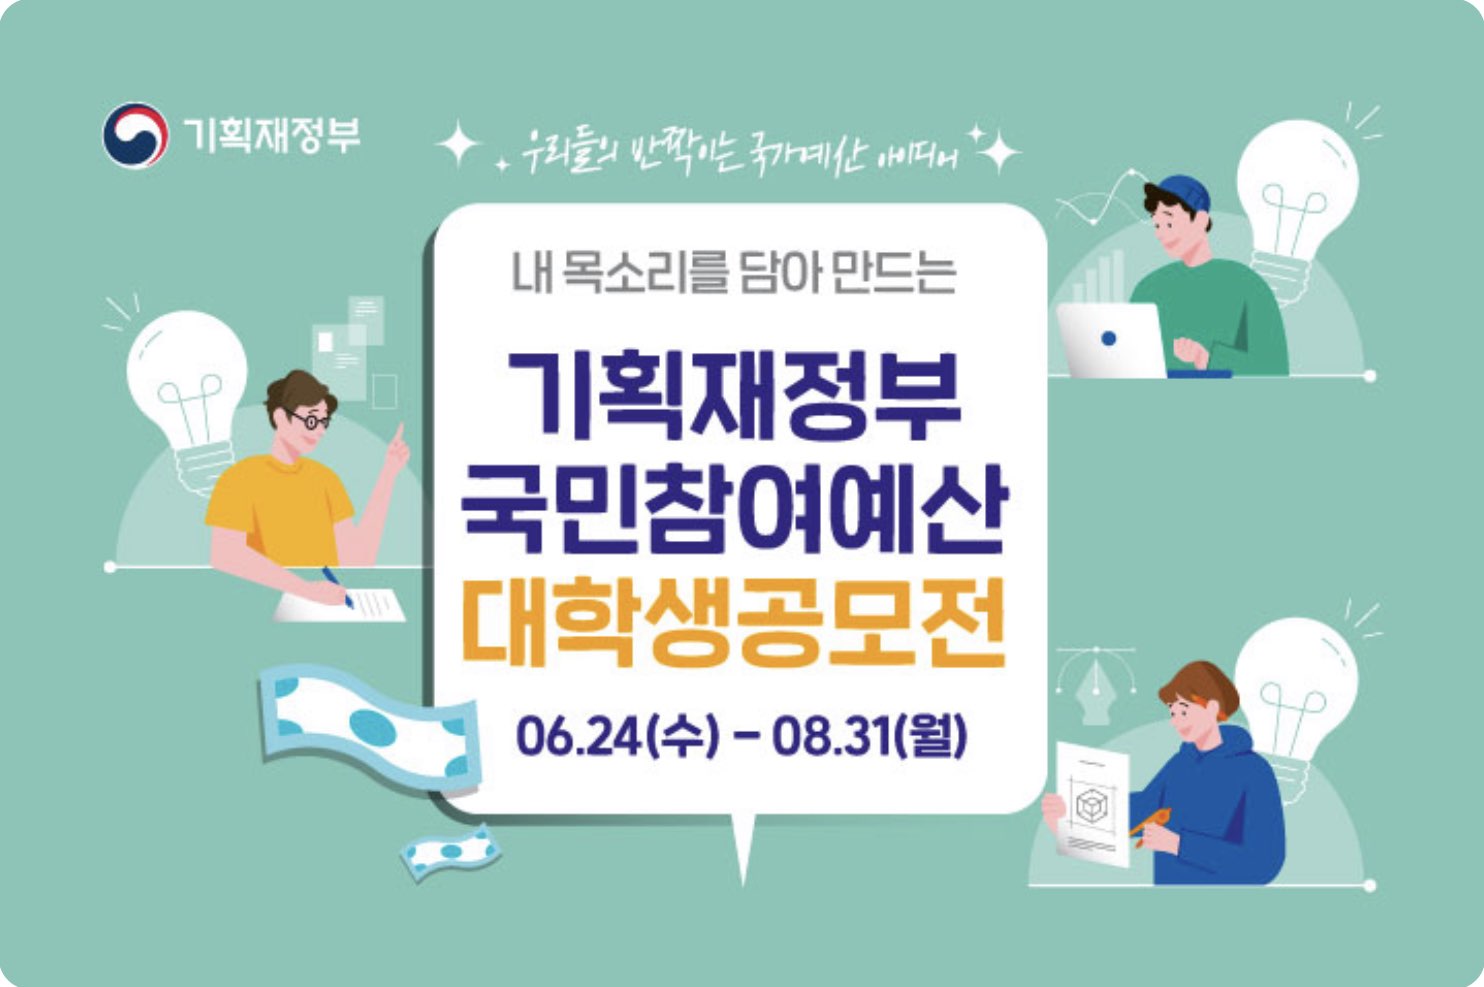 기획재정부
우리들의 반짝이는 국가예산 아이디어
내 목소리를 담아 만드는
기획재정부
국민참여예산
대학생공모전
06.24(수) - 08.31(월)